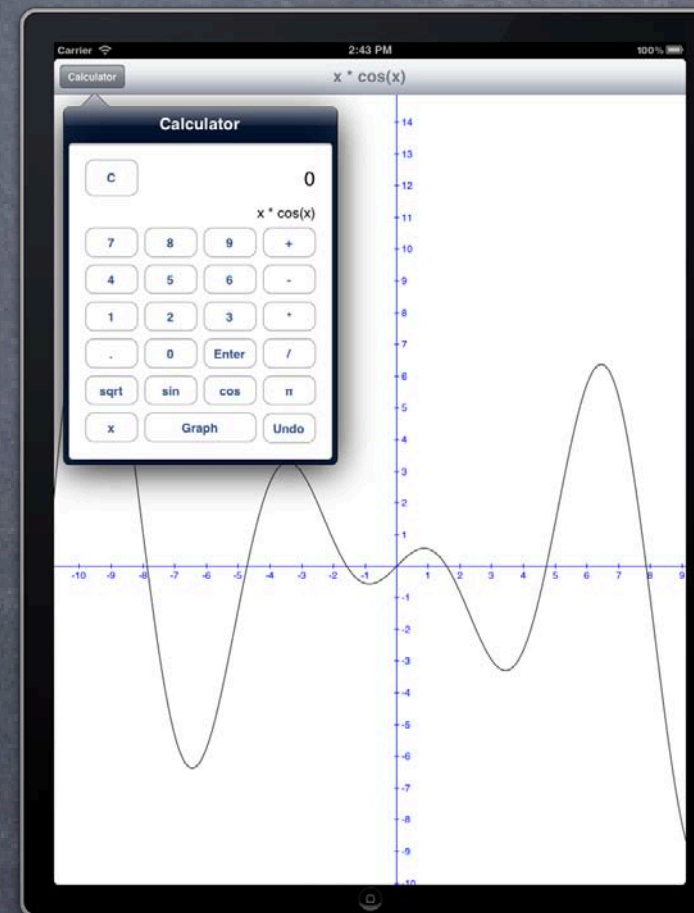 Carrier 2:43 PM 100%
Calculator x * cos(x)
Calculator
C 0
x * cos(x)
7 8 9 +
4 5 6 -
1 2 3 *
. 0 Enter /
sqrt sin cos π
x Graph Undo
14
13
12
11
10
9
8
7
6
5
4
3
2
1
-10 -9 -8 -7 -6 -5 -4 -3 -2 -1 1 2 3 4 5 6 7 8 9
-1
-2
-3
-4
-5
-6
-7
-8
-9
-10